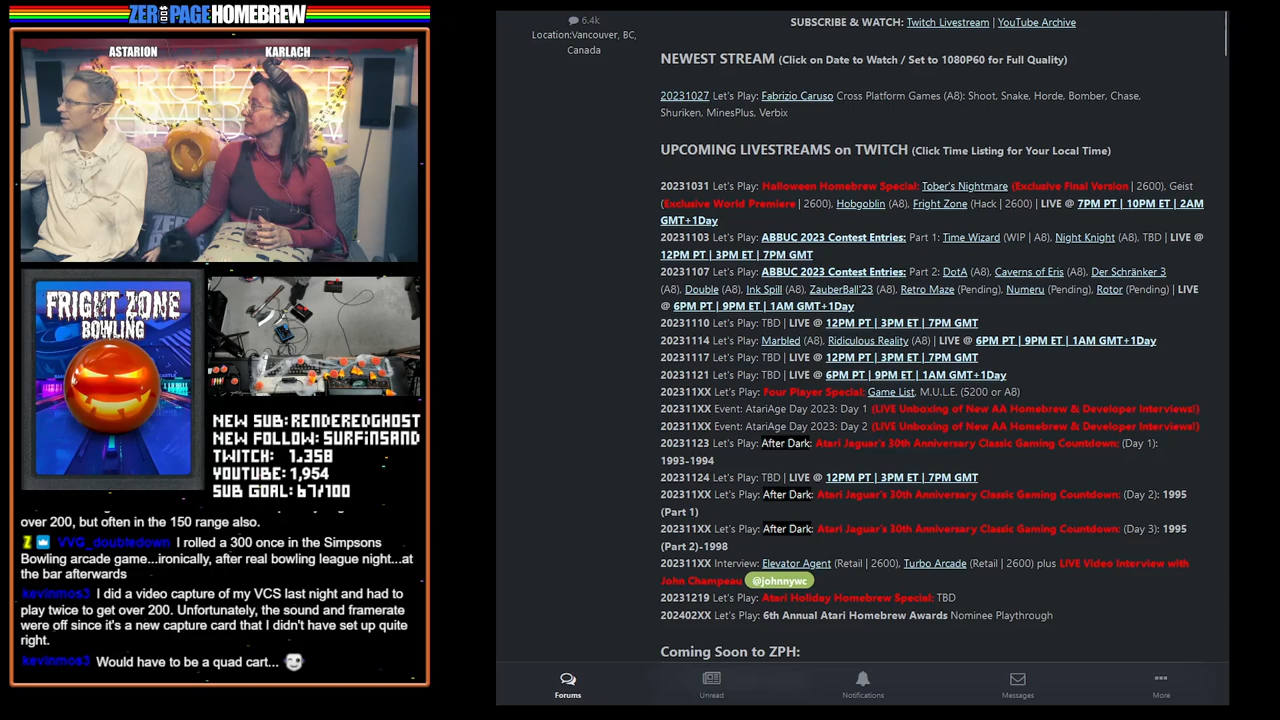 ZEROPAGE HOMEBREW
ASTARION
KARLACH
FRIGHT ZONE
BOWLING
NEW SUB: RENDEREDGHOST
NEW FOLLOW: SURFINSAND
TWITCH: 1,358
YOUTUBE: 1,954
SUB GOAL: 67/100
over 200, but often in the 150 range also.
VVG_doubledown I rolled a 300 once in the Simpsons
Bowling arcade game...ironically, after real bowling league night...at
the bar afterwards
kevinmos3 I did a video capture of my VCS last night and had to
play twice to get over 200. Unfortunately, the sound and framerate
were off since it's a new capture card that I didn't have set up quite
right.
kevinmos3 Would have to be a quad cart...
6.4k
Location:Vancouver, BC,
Canada
SUBSCRIBE & WATCH: Twitch Livestream | YouTube Archive
NEWEST STREAM (Click on Date to Watch / Set to 1080P60 for Full Quality)
20231027 Let's Play: Fabrizio Caruso Cross Platform Games (A8): Shoot, Snake, Horde, Bomber, Chase,
Shuriken, MinesPlus, Verbix
UPCOMING LIVESTREAMS on TWITCH (Click Time Listing for Your Local Time)
20231031 Let's Play: Halloween Homebrew Special: Tober's Nightmare (Exclusive Final Version | 2600), Geist
(Exclusive World Premiere | 2600), Hobgoblin (A8), Fright Zone (Hack | 2600) | LIVE @ 7PM PT | 10PM ET | 2AM
GMT+1Day
20231103 Let's Play: ABBUC 2023 Contest Entries: Part 1: Time Wizard (WIP | A8), Night Knight (A8), TBD | LIVE @
12PM PT | 3PM ET | 7PM GMT
20231107 Let's Play: ABBUC 2023 Contest Entries: Part 2: DotA (A8), Caverns of Eris (A8), Der Schränker 3
(A8), Double (A8), Ink Spill (A8), ZauberBall'23 (A8), Retro Maze (Pending), Numeru (Pending), Rotor (Pending) | LIVE
@ 6PM PT | 9PM ET | 1AM GMT+1Day
20231110 Let's Play: TBD | LIVE @ 12PM PT | 3PM ET | 7PM GMT
20231114 Let's Play: Marbled (A8), Ridiculous Reality (A8) | LIVE @ 6PM PT | 9PM ET | 1AM GMT+1Day
20231117 Let's Play: TBD | LIVE @ 12PM PT | 3PM ET | 7PM GMT
20231121 Let's Play: TBD | LIVE @ 6PM PT | 9PM ET | 1AM GMT+1Day
202311XX Let's Play: Four Player Special: Game List, M.U.L.E. (5200 or A8)
202311XX Event: AtariAge Day 2023: Day 1 (LIVE Unboxing of New AA Homebrew & Developer Interviews!)
202311XX Event: AtariAge Day 2023: Day 2 (LIVE Unboxing of New AA Homebrew & Developer Interviews!)
20231123 Let's Play: After Dark: Atari Jaguar's 30th Anniversary Classic Gaming Countdown: (Day 1):
1993-1994
20231124 Let's Play: TBD | LIVE @ 12PM PT | 3PM ET | 7PM GMT
202311XX Let's Play: After Dark: Atari Jaguar's 30th Anniversary Classic Gaming Countdown: (Day 2): 1995
(Part 1)
202311XX Let's Play: After Dark: Atari Jaguar's 30th Anniversary Classic Gaming Countdown: (Day 3): 1995
(Part 2)-1998
202311XX Interview: Elevator Agent (Retail | 2600), Turbo Arcade (Retail | 2600) plus LIVE Video Interview with
John Champeau @johnnywc
20231219 Let's Play: Atari Holiday Homebrew Special: TBD
202402XX Let's Play: 6th Annual Atari Homebrew Awards Nominee Playthrough
Coming Soon to ZPH:
Forums
Unread
Notifications
Messages
More